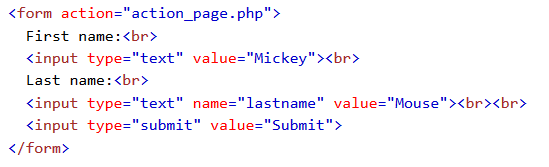 <form action="action_page.php">
First name:<br>
<input type="text" value="Mickey"><br>
Last name:<br>
<input type="text" name="lastname" value="Mouse"><br><br>
<input type="submit" value="Submit">
</form>